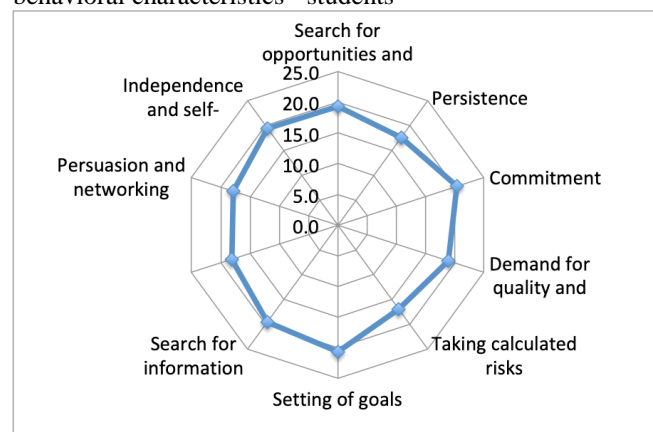 behavioral characteristics – students
Search for
opportunities and
Persistence
Commitment
Demand for
quality and
Taking calculated
risks
Setting of goals
Search for
information
Persuasion and
networking
Independence
and self-
25.0
20.0
15.0
10.0
5.0
0.0